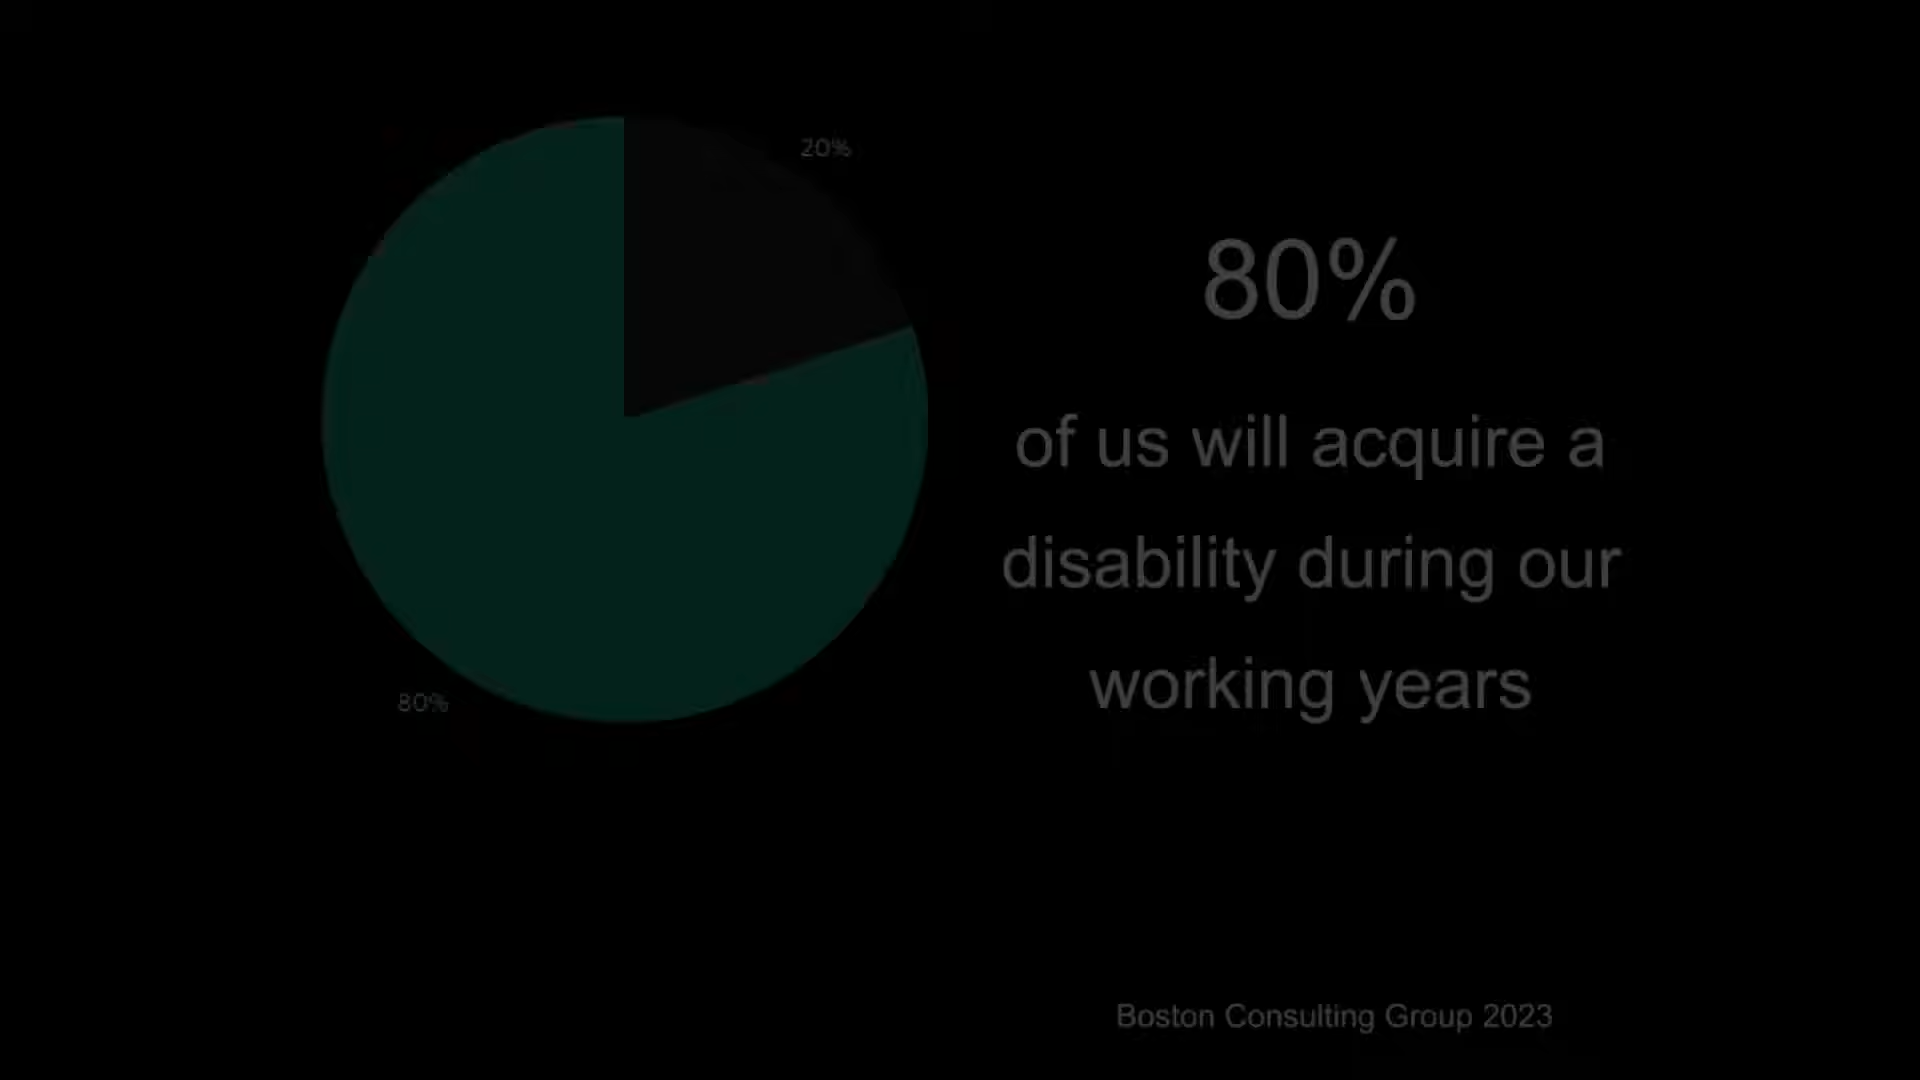 20%
80%
80%
of us will acquire a
disability during our
working years
Boston Consulting Group 2023